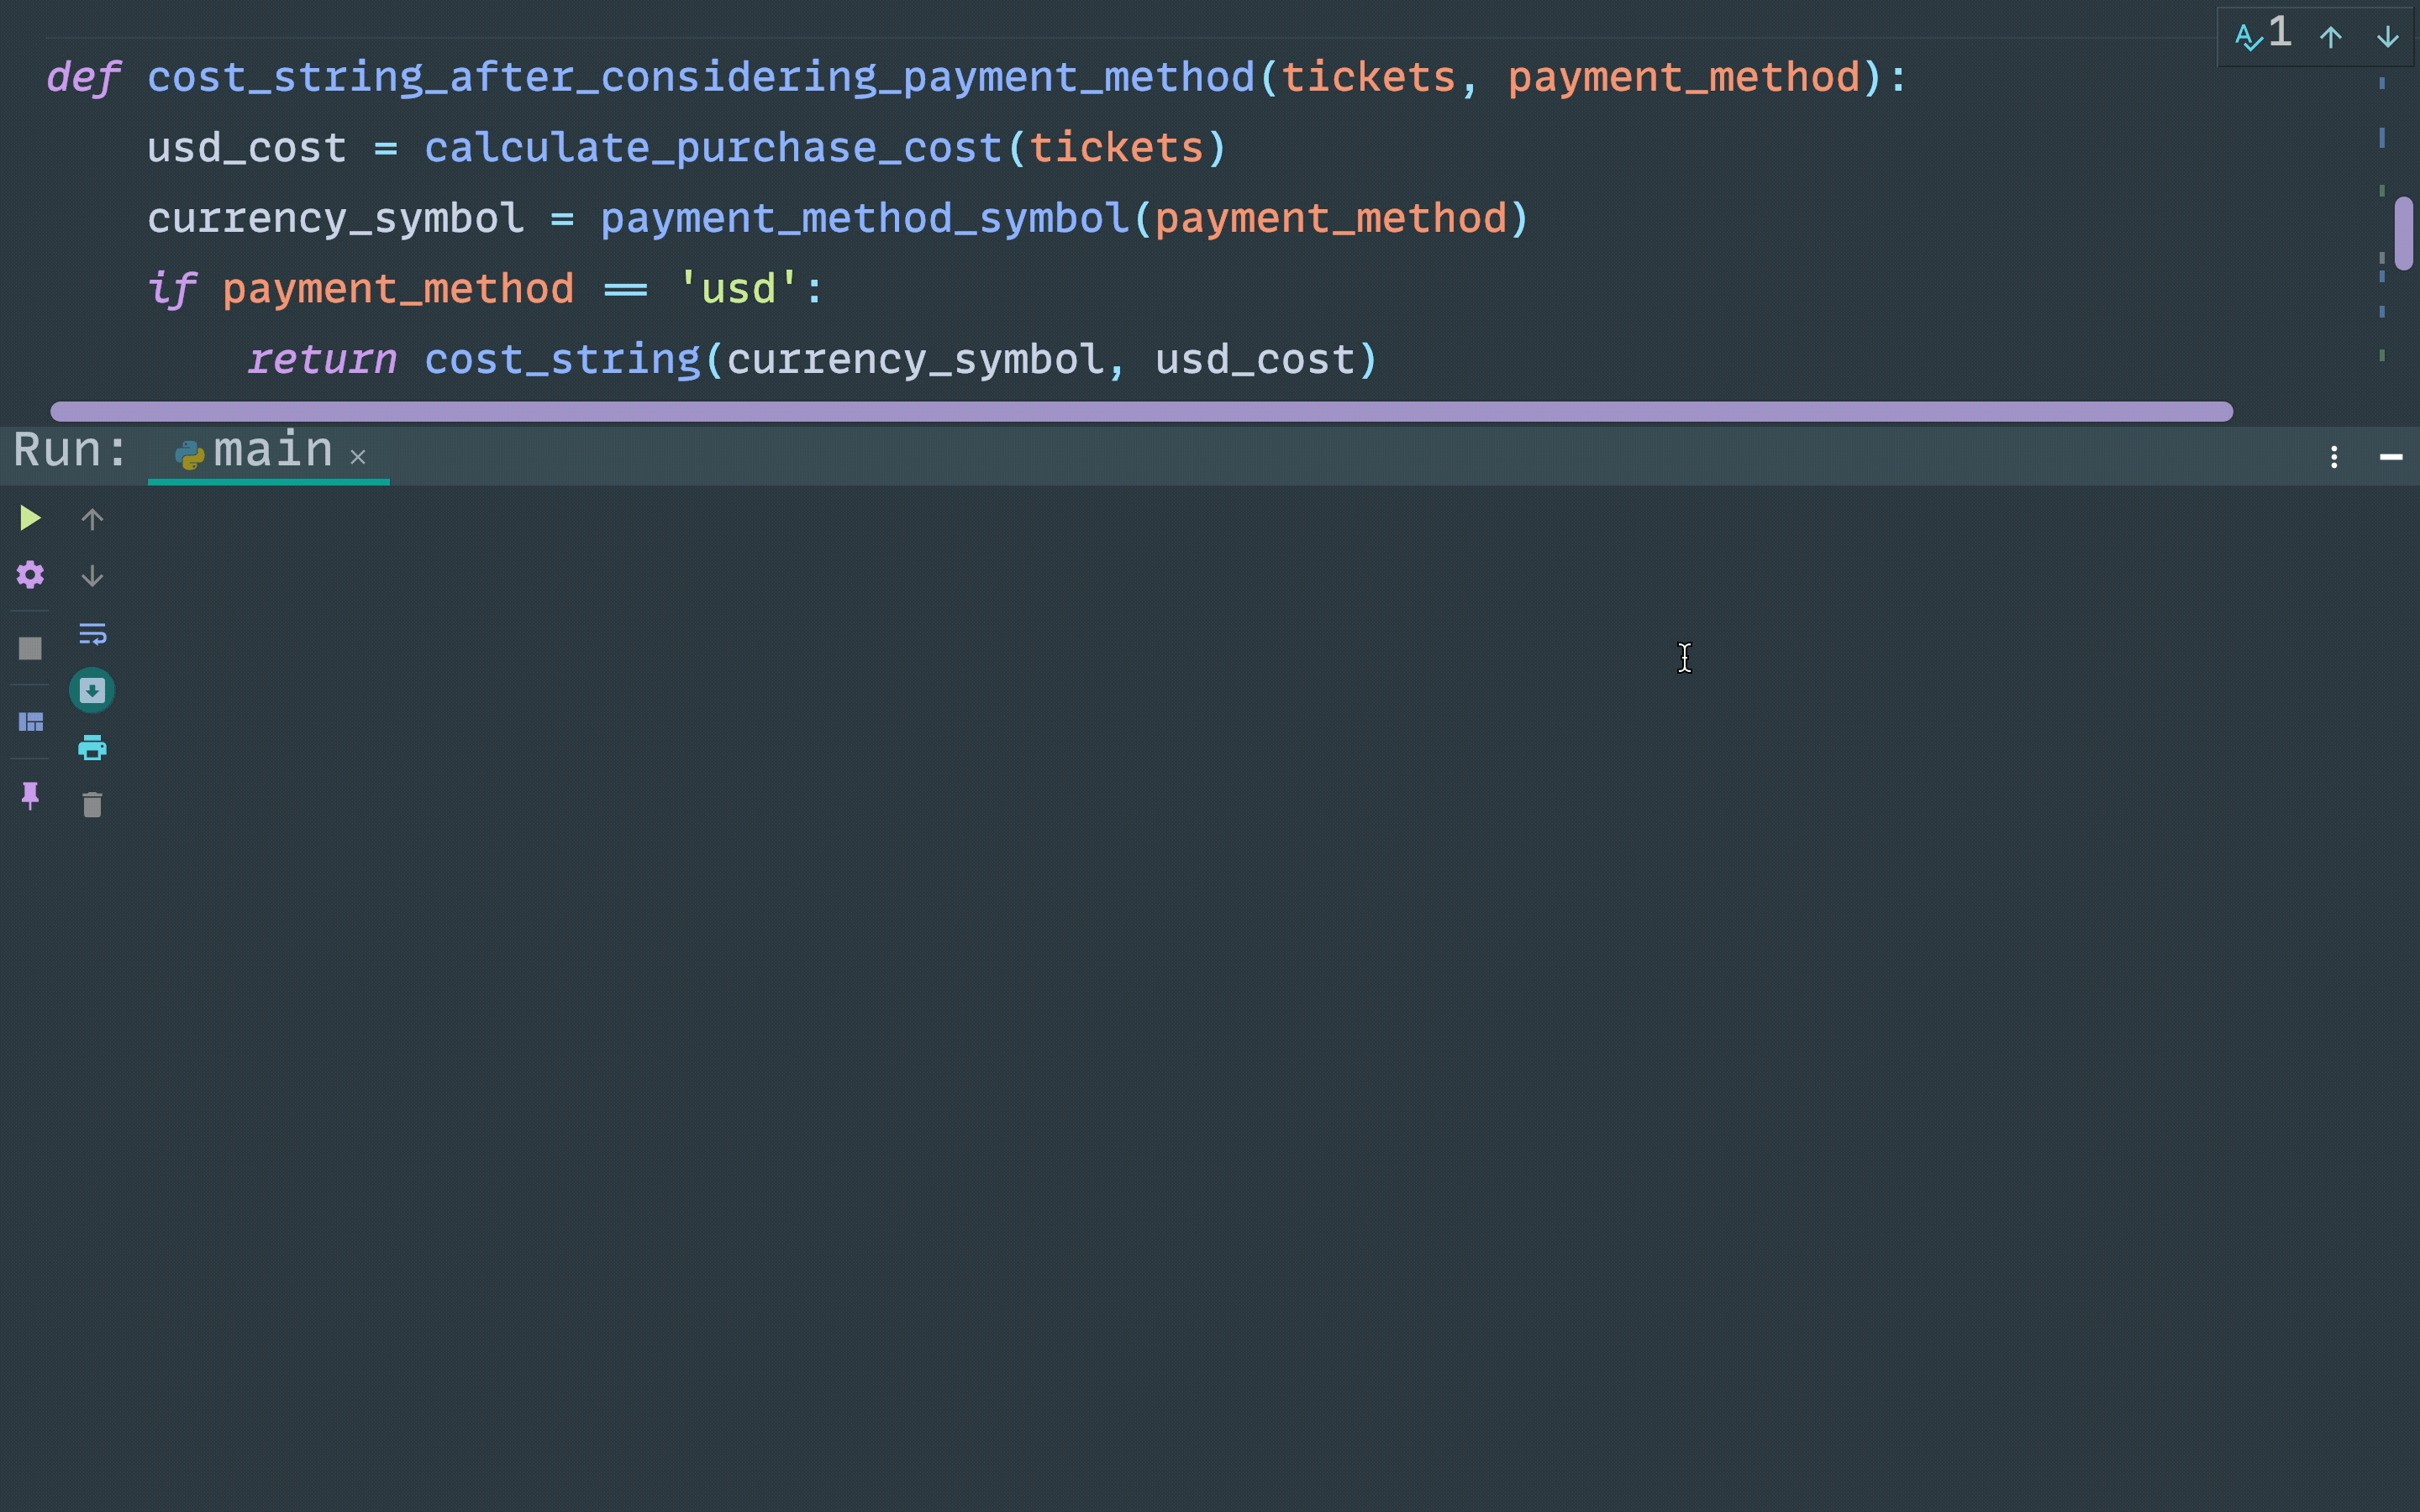 1
def cost_string_after_considering_payment_method(tickets, payment_method):
    usd_cost = calculate_purchase_cost(tickets)
    currency_symbol = payment_method_symbol(payment_method)
    if payment_method == 'usd':
        return cost_string(currency_symbol, usd_cost)
Run: main